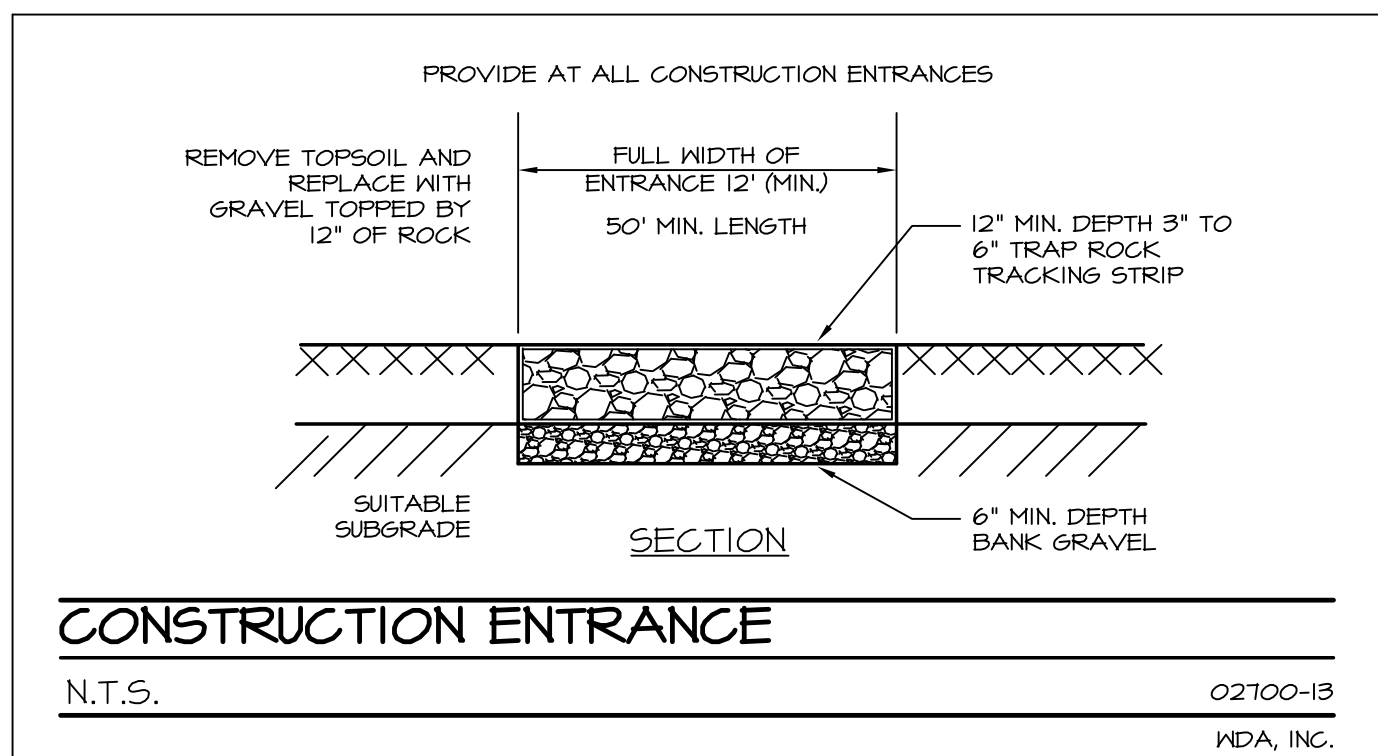 PROVIDE AT ALL CONSTRUCTION ENTRANCES
REMOVE TOPSOIL AND
REPLACE WITH
GRAVEL TOPPED BY
12" OF ROCK
FULL WIDTH OF
ENTRANCE 12' (MIN.)
50' MIN. LENGTH
12" MIN. DEPTH 3" TO
6" TRAP ROCK
TRACKING STRIP
SUITABLE
SUBGRADE
SECTION
6" MIN. DEPTH
BANK GRAVEL
CONSTRUCTION ENTRANCE
N.T.S.
02700-13
WDA, INC.